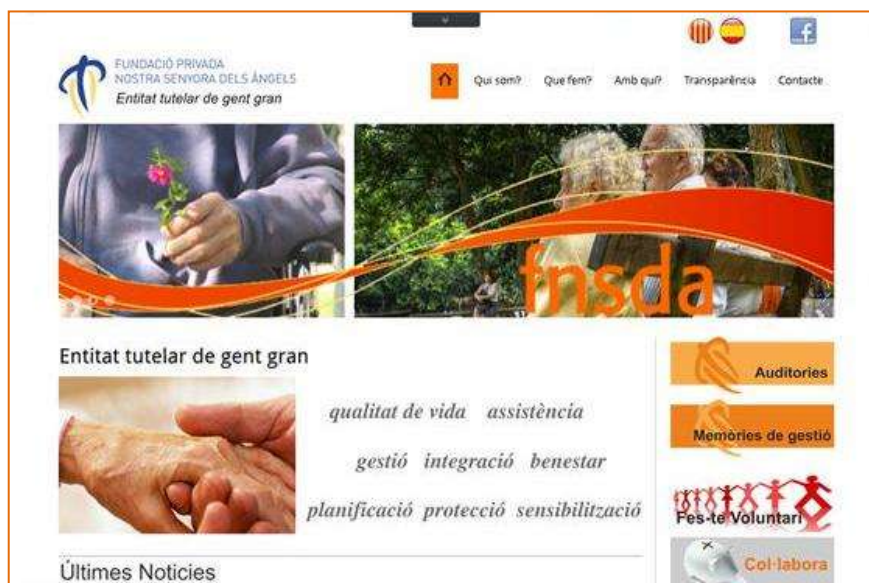 FUNDACIÓ PRIVADA
NOSTRA SENYORA DELS ÀNGELS
Entitat tutelar de gent gran
Qui som? Que fem? Amb qui? Transparència Contacte
fnsda
Entitat tutelar de gent gran
qualitat de vida assistència
gestió integració benestar
planificació protecció sensibilització
Auditories
Memòries de gestió
Fes-te Voluntari
Col·labora
Últimes Noticies